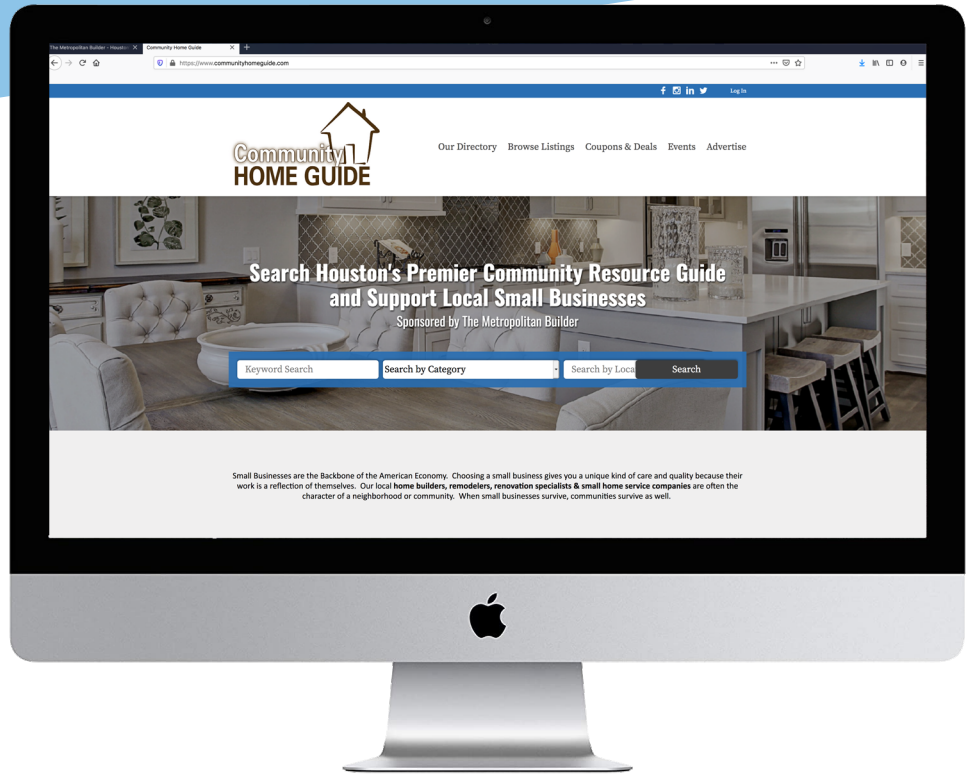 The Metropolitan Builder - Houston
Community Home Guide
https://www.communityhomeguide.com
Log In
Community
HOME GUIDE
Our Directory Browse Listings Coupons & Deals Events Advertise
Search Houston's Premier Community Resource Guide
and Support Local Small Businesses
Sponsored by The Metropolitan Builder
Keyword Search Search by Category Search by Loca Search
Small Businesses are the Backbone of the American Economy. Choosing a small business gives you a unique kind of care and quality because their
work is a reflection of themselves. Our local home builders, remodelers, renovation specialists & small home service companies are often the
character of a neighborhood or community. When small businesses survive, communities survive as well.